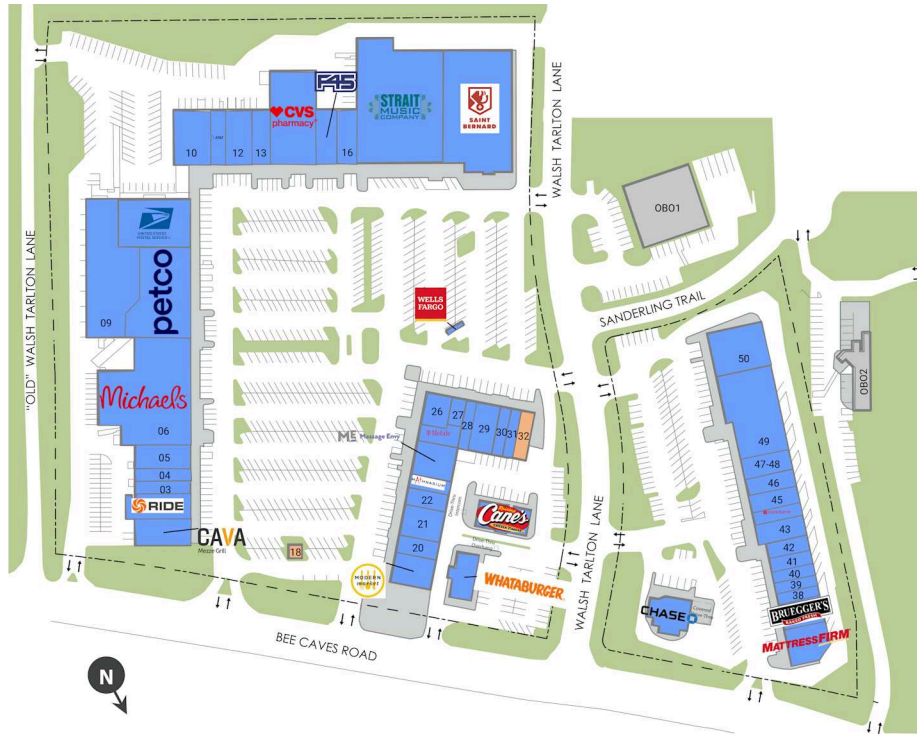 F45
CVS
pharmacy
STRAIT
MUSIC
COMPANY
SAINT
BERNARD
10
12
13
16
WALSH TARLTON LANE
OB01
"OLD" WALSH TARLTON LANE
UNITED STATES
POSTAL SERVICE
petco
09
WELLS
FARGO
SANDERLING TRAIL
50
OB02
Michaels
06
26
27
28
29
30
31
32
ME Massage Envy
49
47-48
46
45
43
42
41
40
39
38
05
04
03
RIDE
CAVA
Mezze Grill
22
21
20
Cane's
18
MODERN
market
WHATABURGER
WALSH TARLTON LANE
CHASE
BRUEGGER'S
MATTRESSFIRM
BEE CAVES ROAD
N